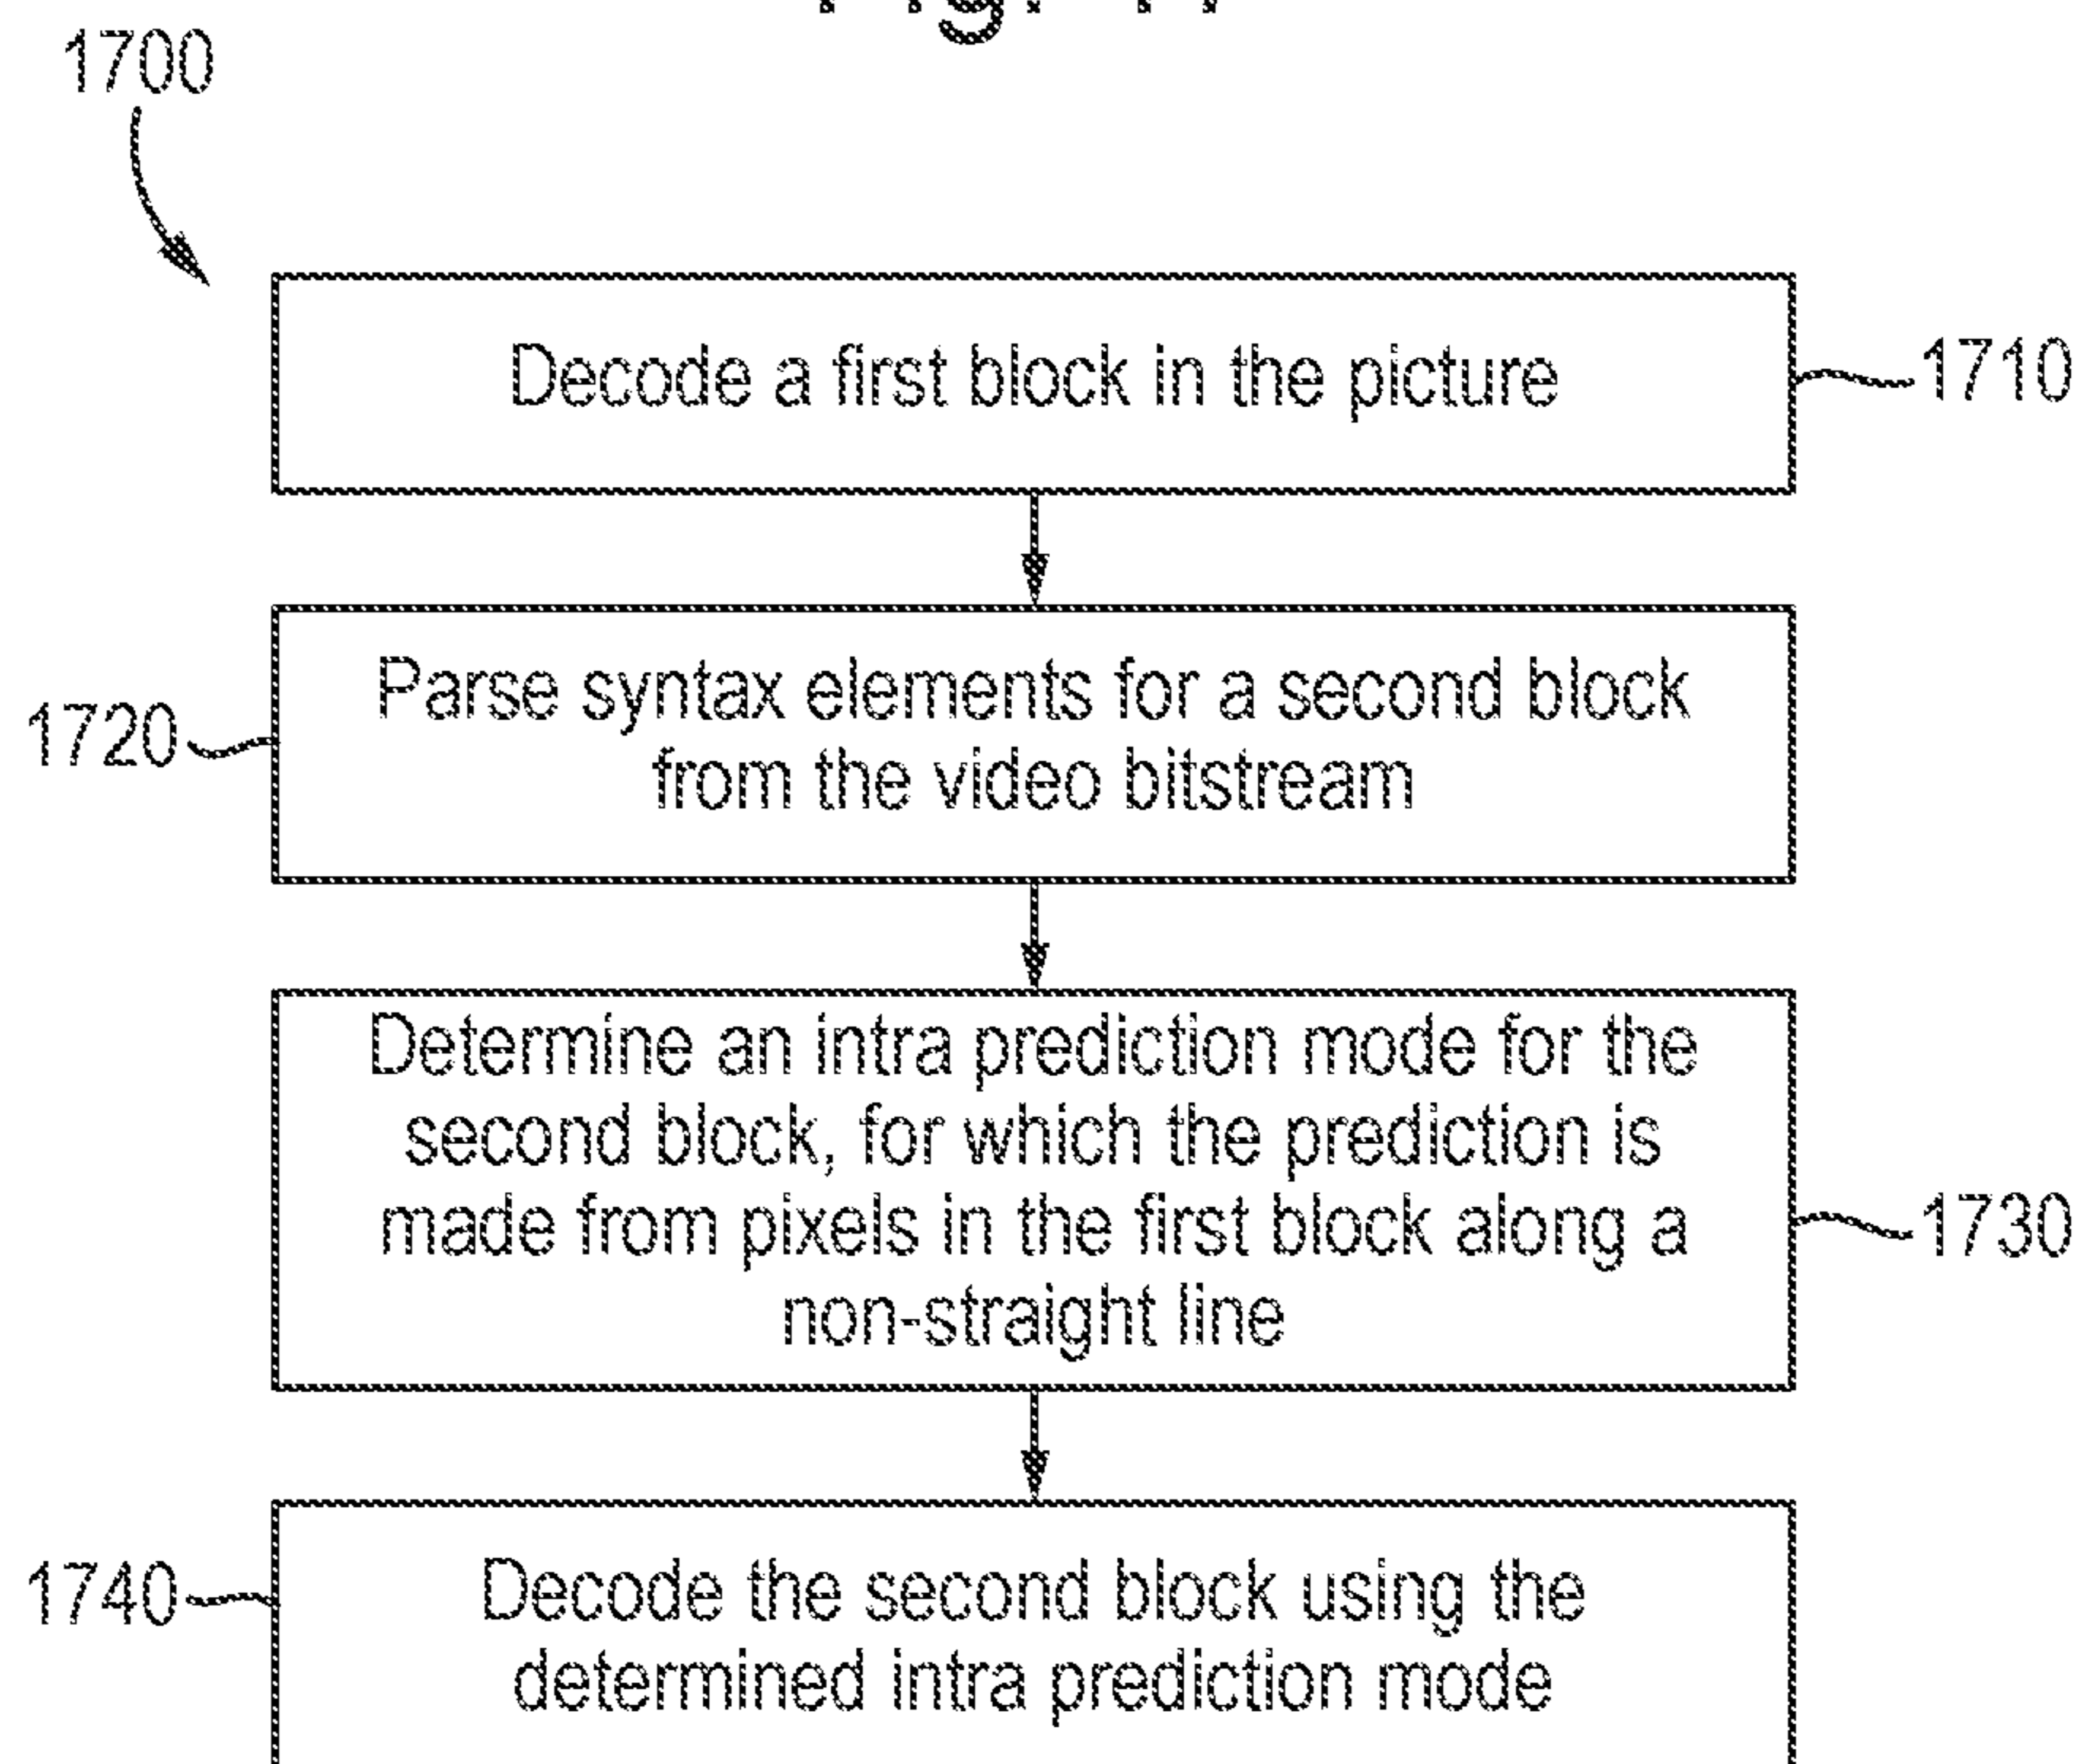 1700
Decode a first block in the picture
1710
Parse syntax elements for a second block
from the video bitstream
1720
Determine an intra prediction mode for the
second block, for which the prediction is
made from pixels in the first block along a
non-straight line
1730
1740
Decode the second block using the
determined intra prediction mode